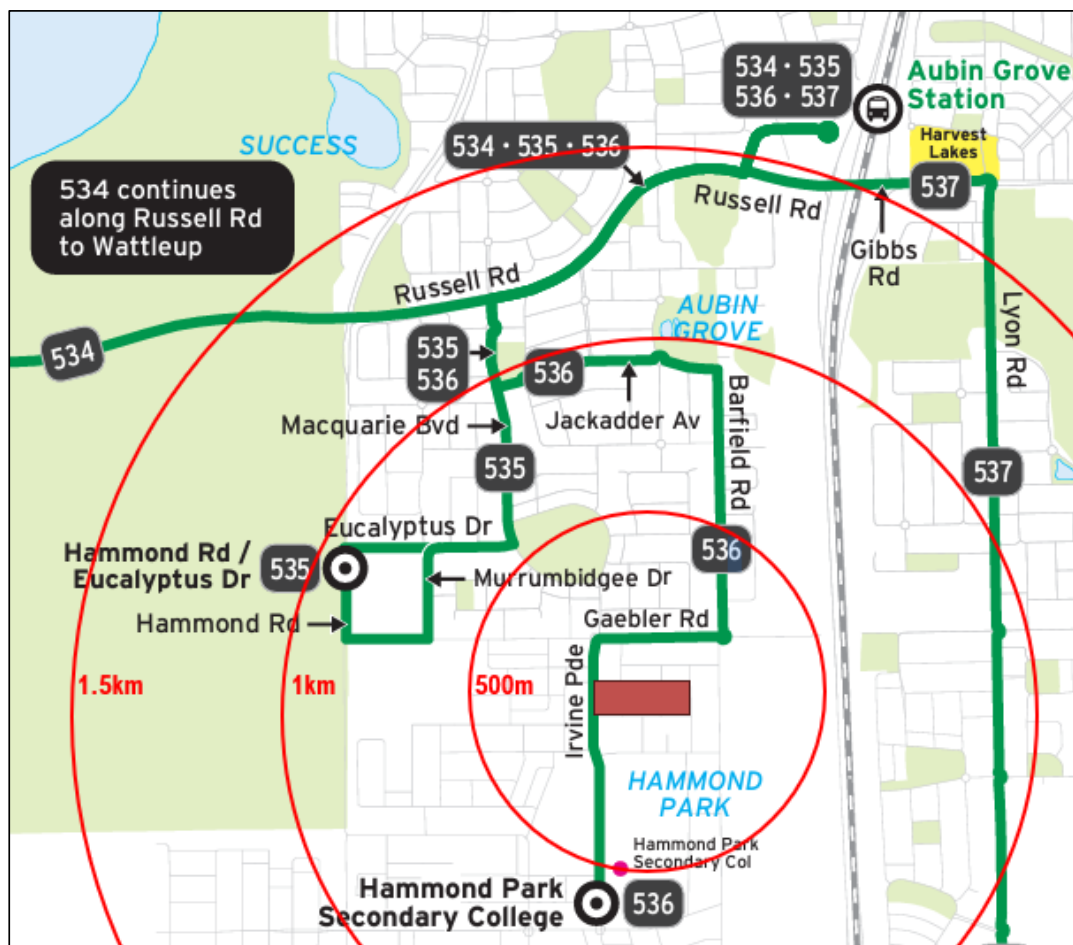 534 · 535
536 · 537
Aubin Grove
Station
Harvest
Lakes
SUCCESS
534 · 535 · 536
534 continues
along Russell Rd
to Wattleup
Russell Rd
537
Gibbs
Rd
Russell Rd
Lyon Rd
AUBIN
GROVE
534
535
536
536
Jackadder Av
Macquarie Bvd
Barfield Rd
535
537
Eucalyptus Dr
536
Hammond Rd /
Eucalyptus Dr
535
Murrumbidgee Dr
Hammond Rd
Gaebler Rd
Irvine Pde
1.5km
1km
500m
HAMMOND
PARK
Hammond Park
Secondary Col
Hammond Park
Secondary College
536